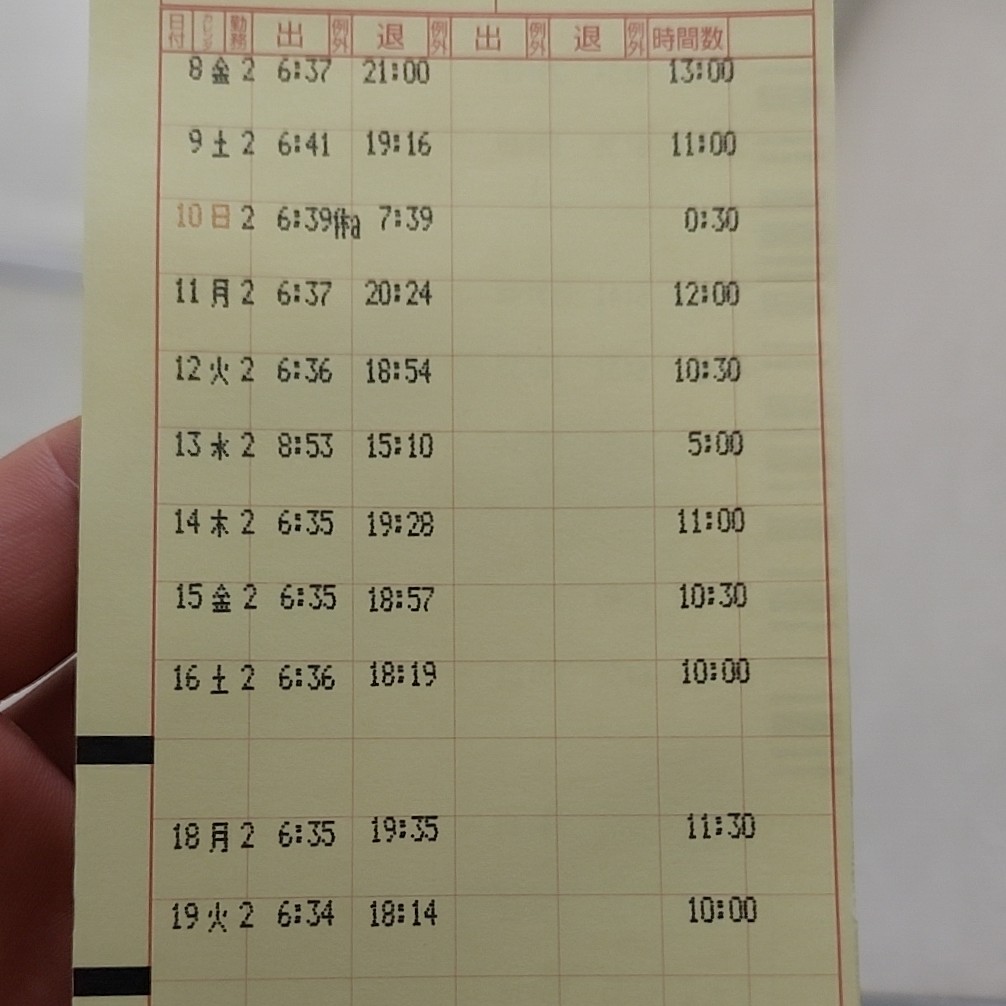 日付 カレンダ 勤務 出 例外 退 例外 出 例外 退 例外 時間数
8 金 2 6:37 21:00 13:00
9 土 2 6:41 19:16 11:00
10 日 2 6:39 休a 7:39 0:30
11 月 2 6:37 20:24 12:00
12 火 2 6:36 18:54 10:30
13 水 2 8:53 15:10 5:00
14 木 2 6:35 19:28 11:00
15 金 2 6:35 18:57 10:30
16 土 2 6:36 18:19 10:00
18 月 2 6:35 19:35 11:30
19 火 2 6:34 18:14 10:00